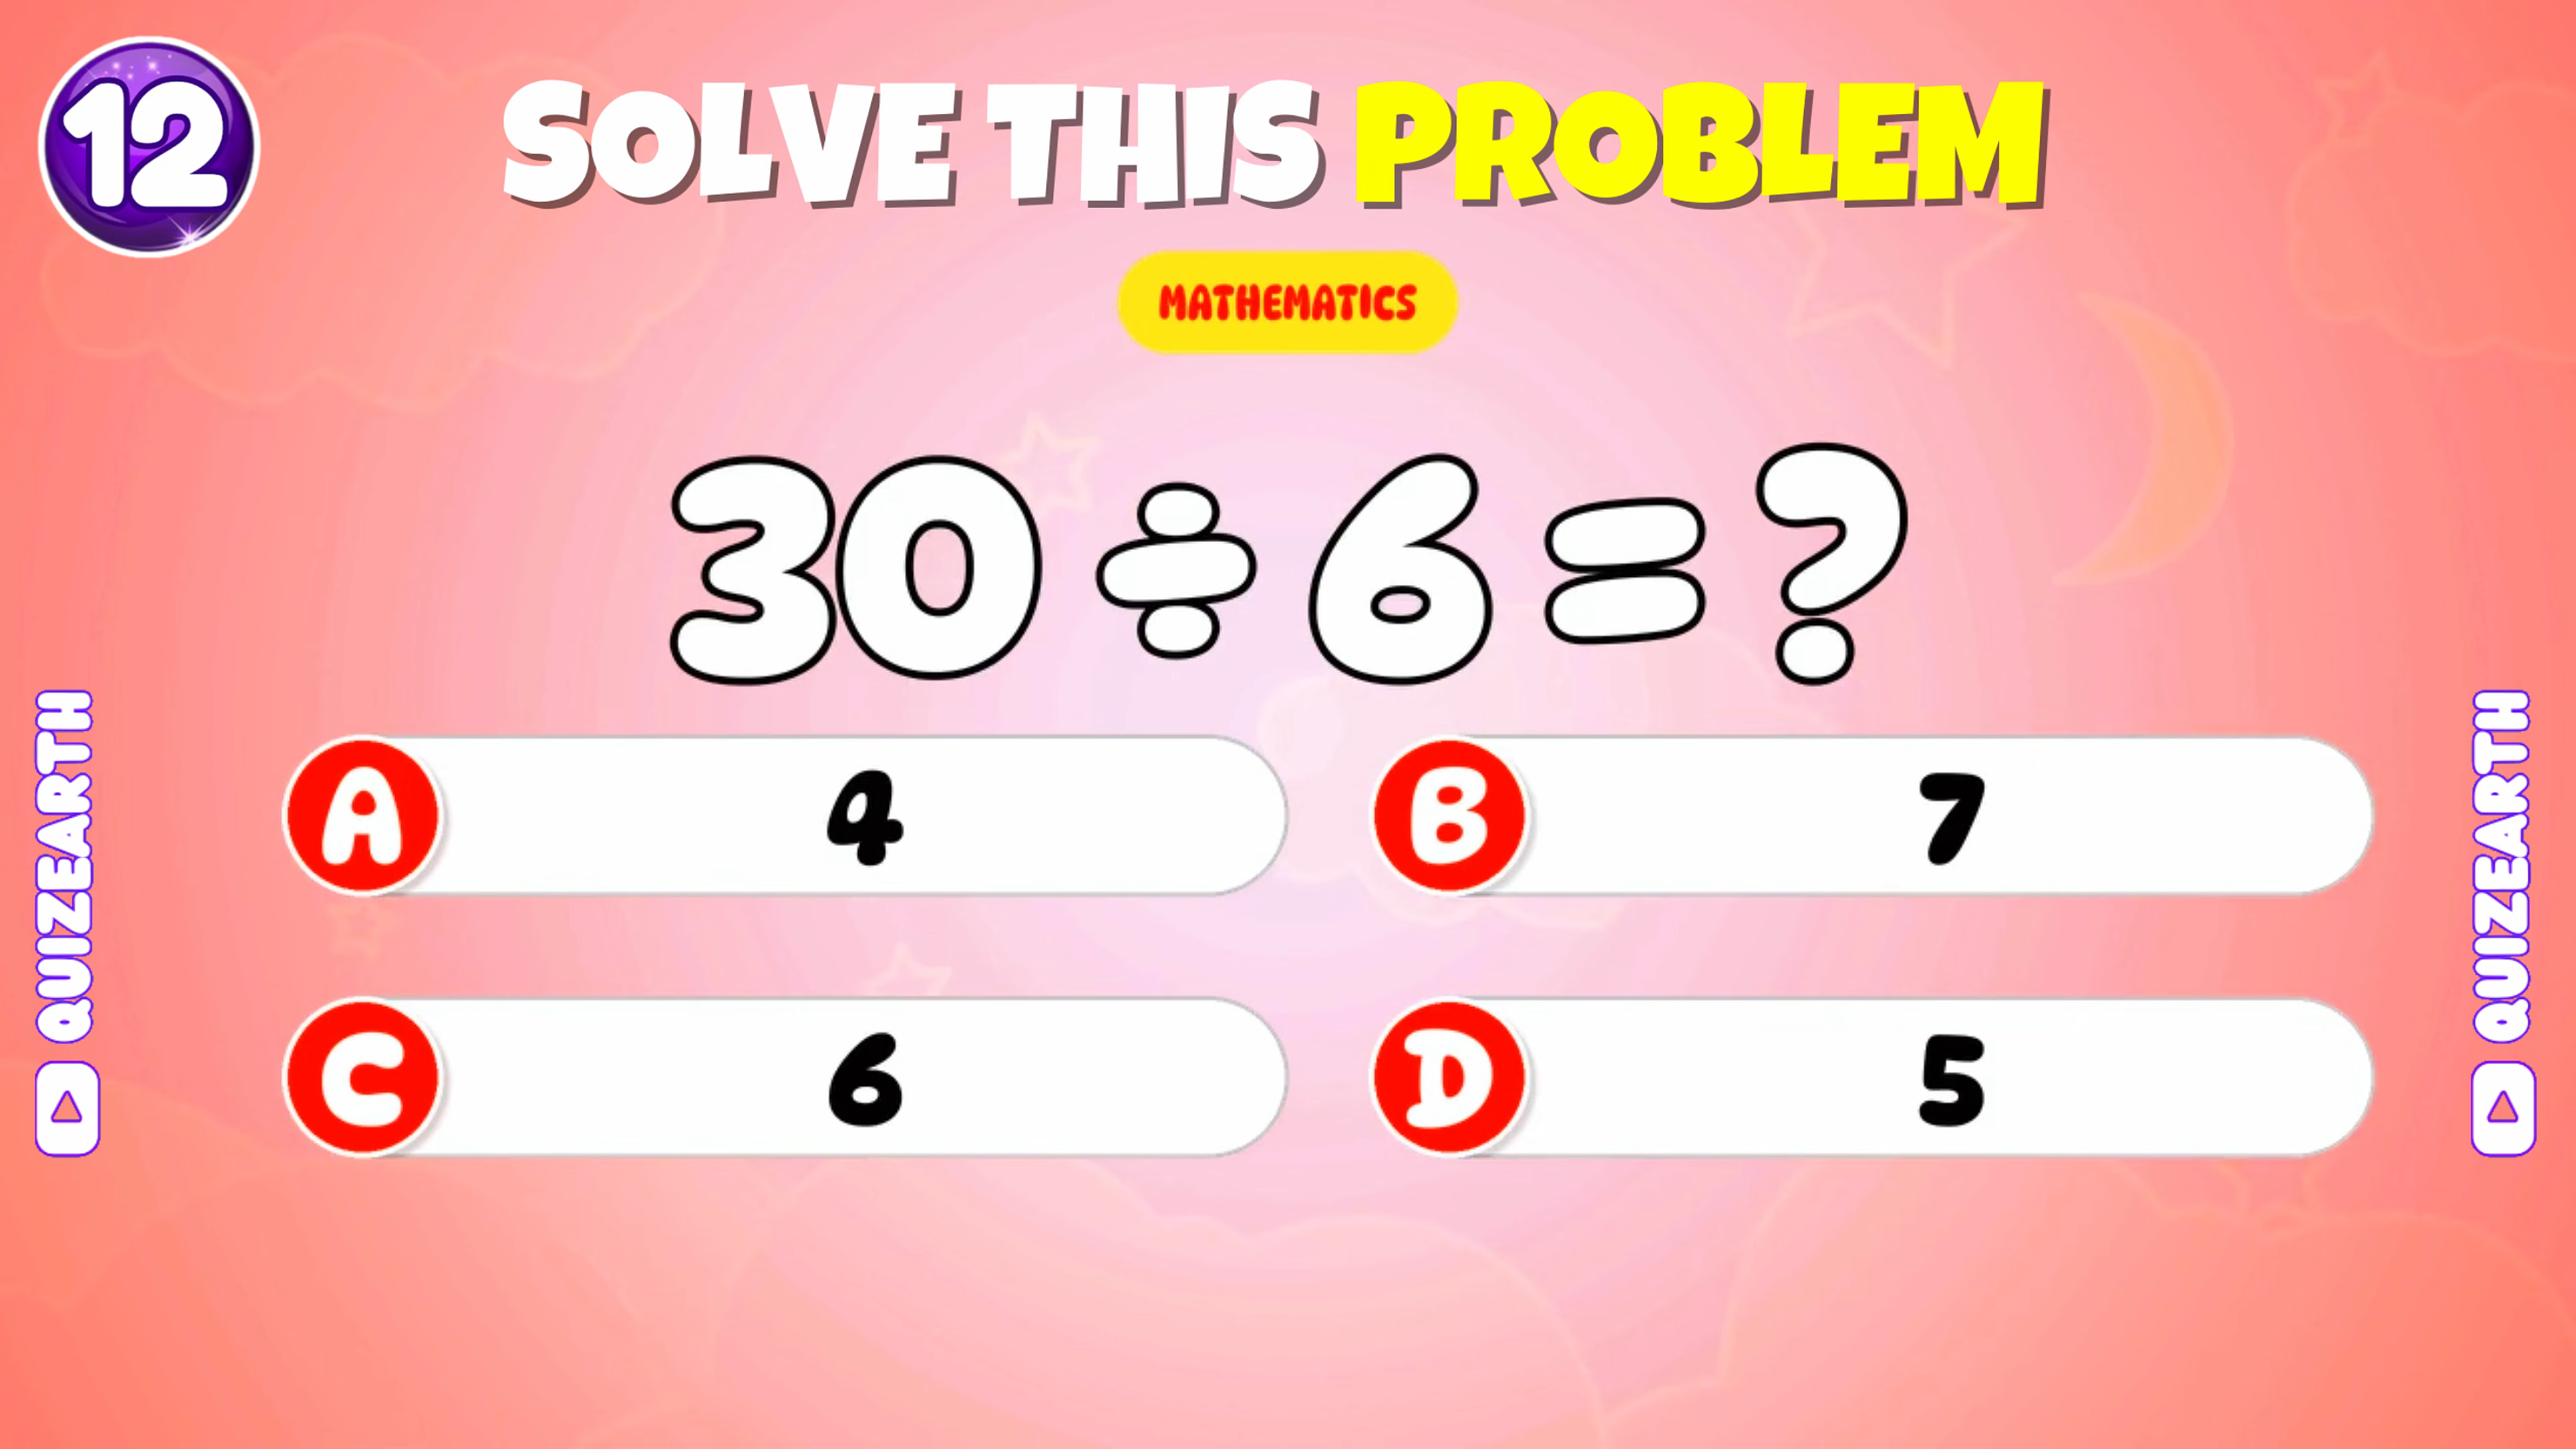 12
SOLVE THIS PROBLEM
MATHEMATICS
30 ÷ 6 = ?
A 4
B 7
C 6
D 5
QUIZEARTH
QUIZEARTH